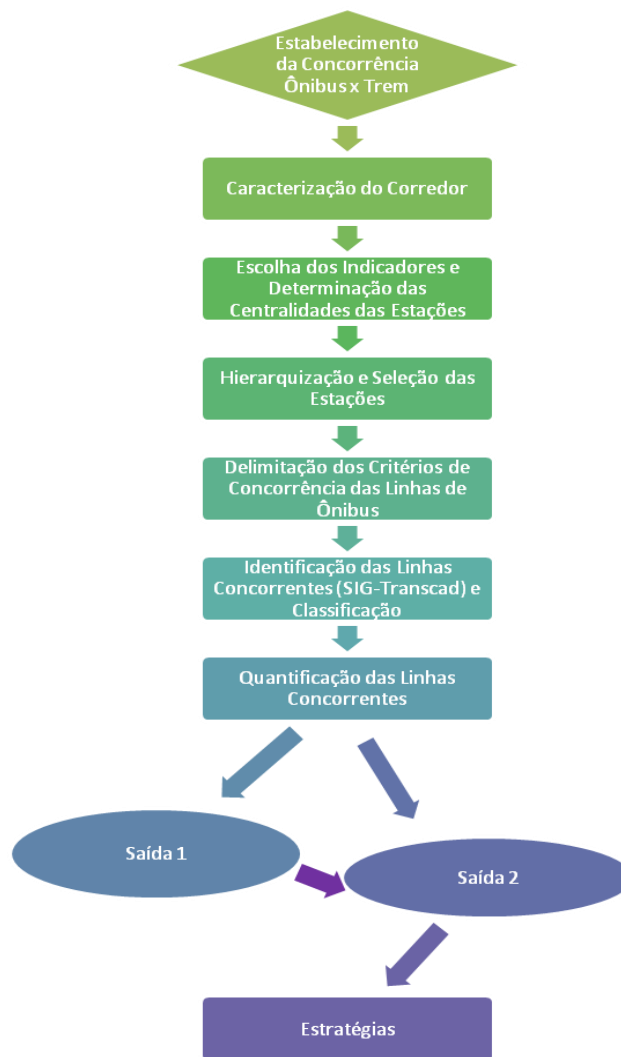 Estabelecimento
da Concorrência
Ônibus x Trem
Caracterização do Corredor
Escolha dos Indicadores e
Determinação das
Centralidades das Estações
Hierarquização e Seleção das
Estações
Delimitação dos Critérios de
Concorrência das Linhas de
Ônibus
Identificação das Linhas
Concorrentes (SIG-Transcad) e
Classificação
Quantificação das Linhas
Concorrentes
Saída 1
Saída 2
Estratégias